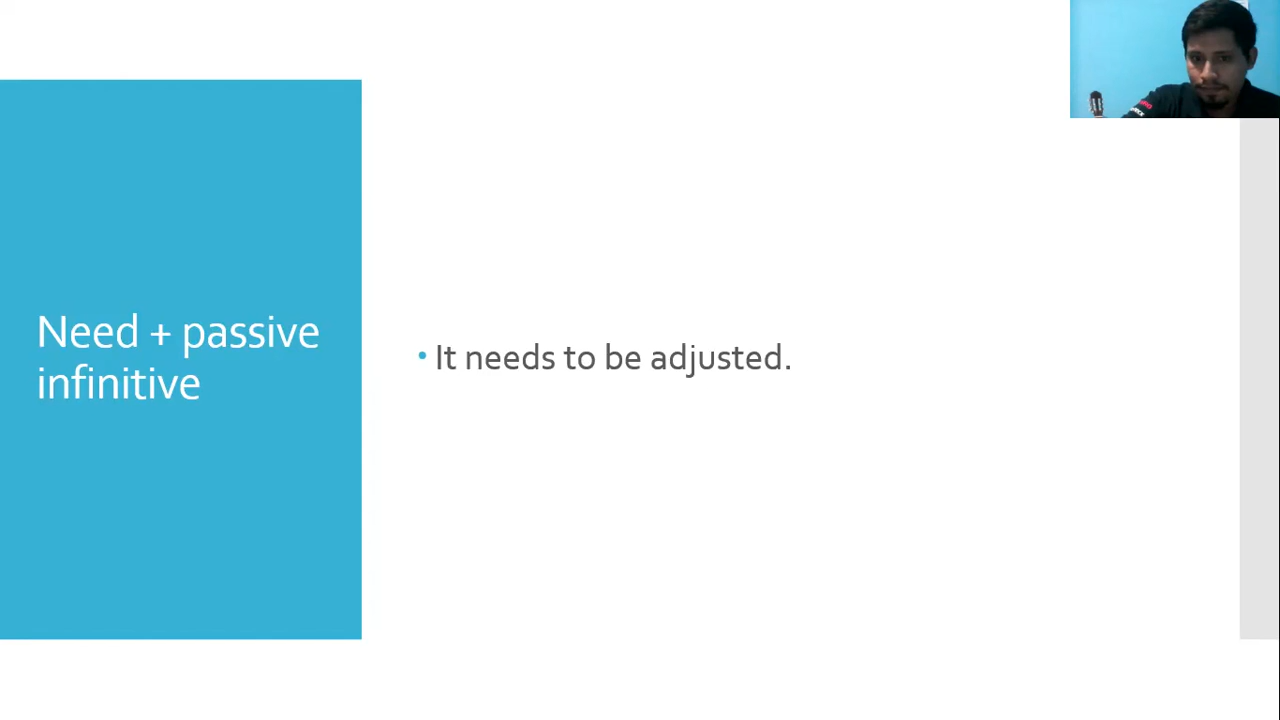 Need + passive
infinitive
• It needs to be adjusted.